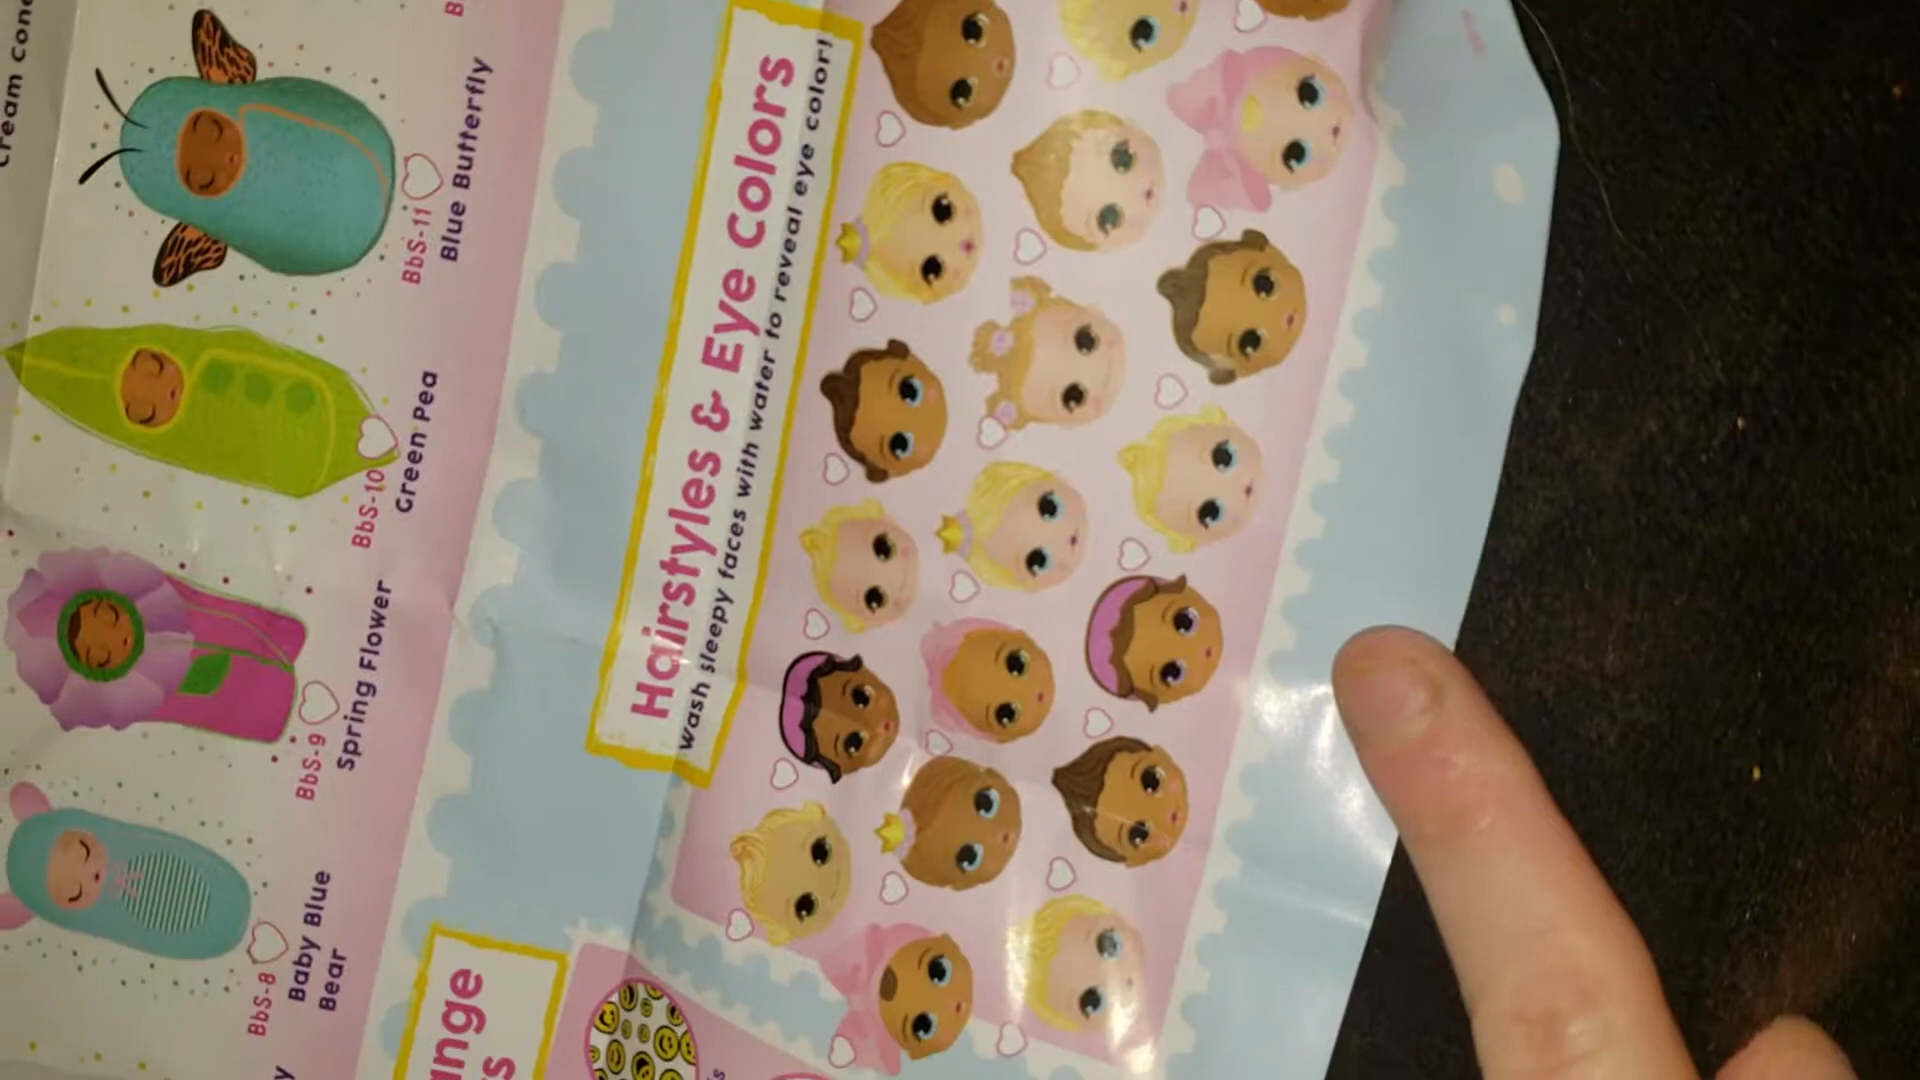 cream cone
BbS-11
Blue Butterfly
BbS-10
Green Pea
BbS-9
Spring Flower
BbS-8
Baby Blue
Bear
Hairstyles & Eye Colors
wash sleepy faces with water to reveal eye color!